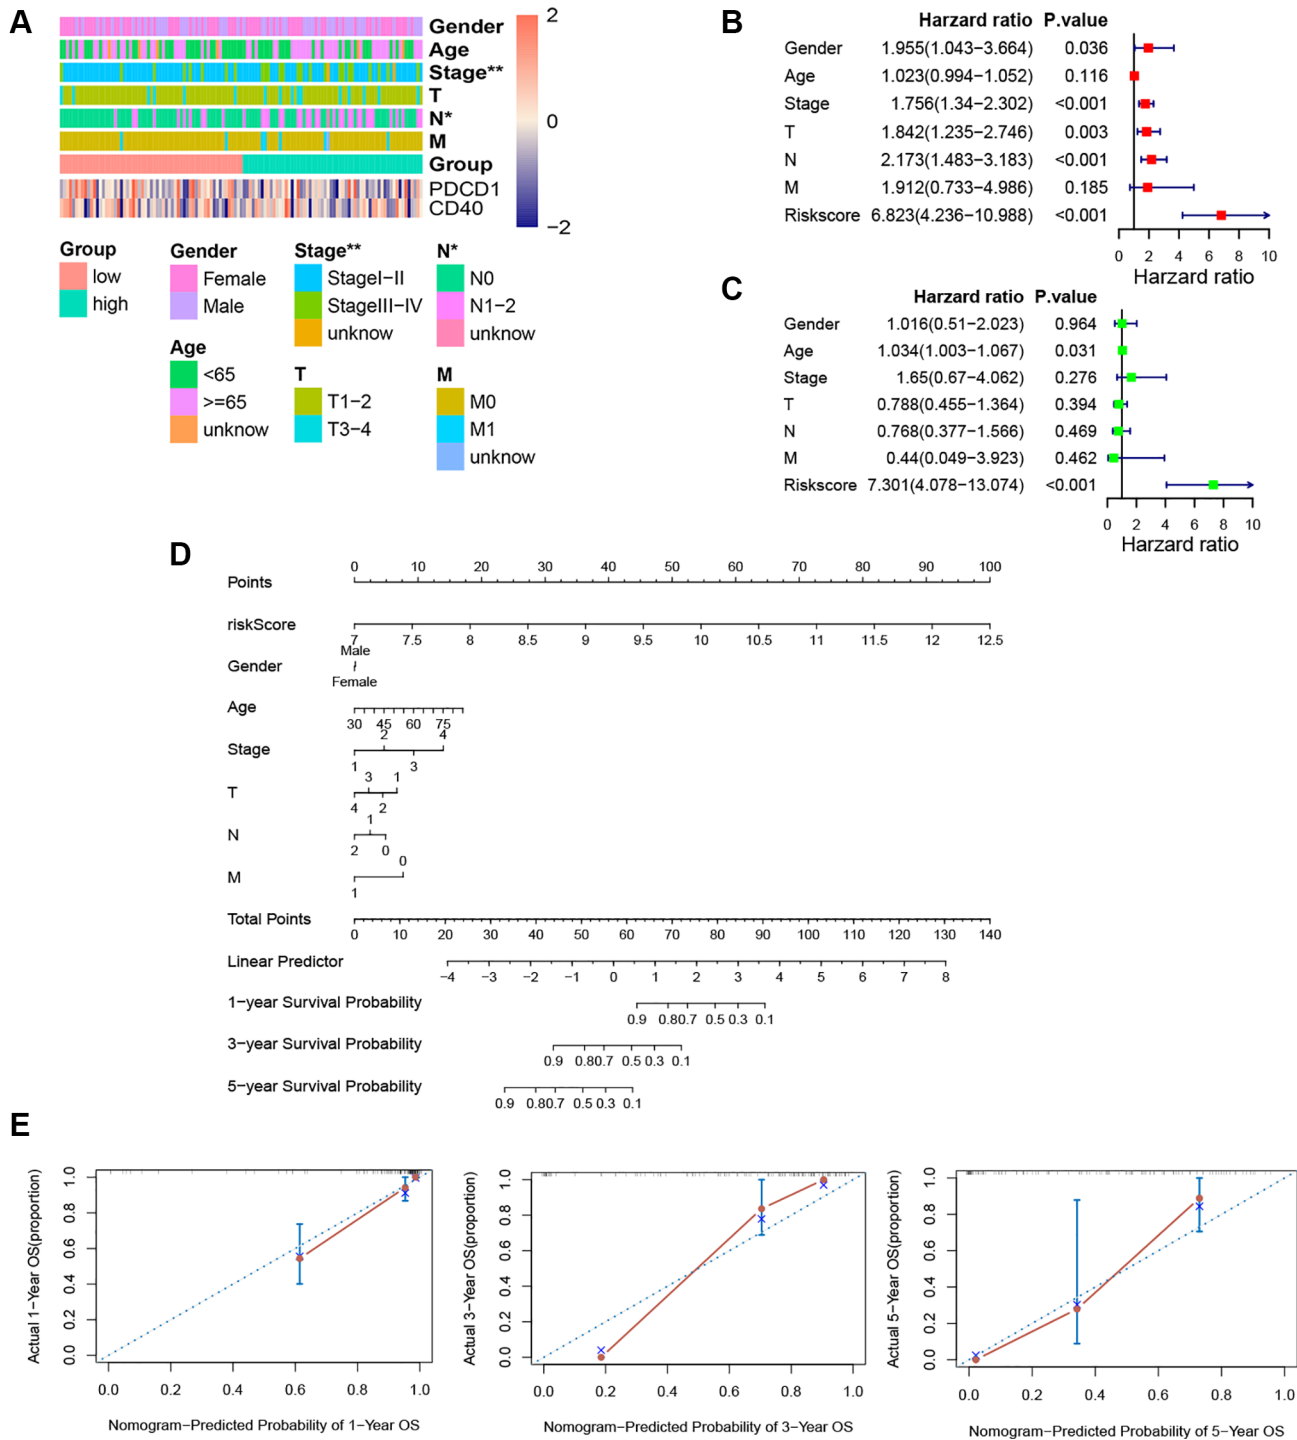 A
Gender
Age
Stage**
T
N*
M
Group
PDCD1
CD40
2
0
−2
Group
low
high
Gender
Female
Male
Age
<65
>=65
unknow
Stage**
StageI−II
StageIII−IV
unknow
T
T1−2
T3−4
N*
N0
N1−2
unknow
M
M0
M1
unknow
B
Harzard ratio P.value
Gender 1.955(1.043−3.664) 0.036
Age 1.023(0.994−1.052) 0.116
Stage 1.756(1.34−2.302) <0.001
T 1.842(1.235−2.746) 0.003
N 2.173(1.483−3.183) <0.001
M 1.912(0.733−4.986) 0.185
Riskscore 6.823(4.236−10.988) <0.001
0 2 4 6 8 10
Harzard ratio
C
Harzard ratio P.value
Gender 1.016(0.51−2.023) 0.964
Age 1.034(1.003−1.067) 0.031
Stage 1.65(0.67−4.062) 0.276
T 0.788(0.455−1.364) 0.394
N 0.768(0.377−1.566) 0.469
M 0.44(0.049−3.923) 0.462
Riskscore 7.301(4.078−13.074) <0.001
0 2 4 6 8 10
Harzard ratio
D
0 10 20 30 40 50 60 70 80 90 100
Points
riskScore
7 7.5 8 8.5 9 9.5 10 10.5 11 11.5 12 12.5
Male
Gender
Female
Age
30 45 60 75
2 4
Stage
1 3
3 1
T
4 2
1
N
2 0
0
M
1
Total Points
0 10 20 30 40 50 60 70 80 90 100 110 120 130 140
Linear Predictor
−4 −3 −2 −1 0 1 2 3 4 5 6 7 8
1−year Survival Probability
0.9 0.8 0.7 0.5 0.3 0.1
3−year Survival Probability
0.9 0.8 0.7 0.5 0.3 0.1
5−year Survival Probability
0.9 0.8 0.7 0.5 0.3 0.1
E
Actual 1−Year OS(proportion)
1.0
0.8
0.6
0.4
0.2
0.0
0.0 0.2 0.4 0.6 0.8 1.0
Nomogram−Predicted Probability of 1−Year OS
Actual 3−Year OS(proportion)
1.0
0.8
0.6
0.4
0.2
0.0
0.0 0.2 0.4 0.6 0.8 1.0
Nomogram−Predicted Probability of 3−Year OS
Actual 5−Year OS(proportion)
1.0
0.8
0.6
0.4
0.2
0.0
0.0 0.2 0.4 0.6 0.8 1.0
Nomogram−Predicted Probability of 5−Year OS